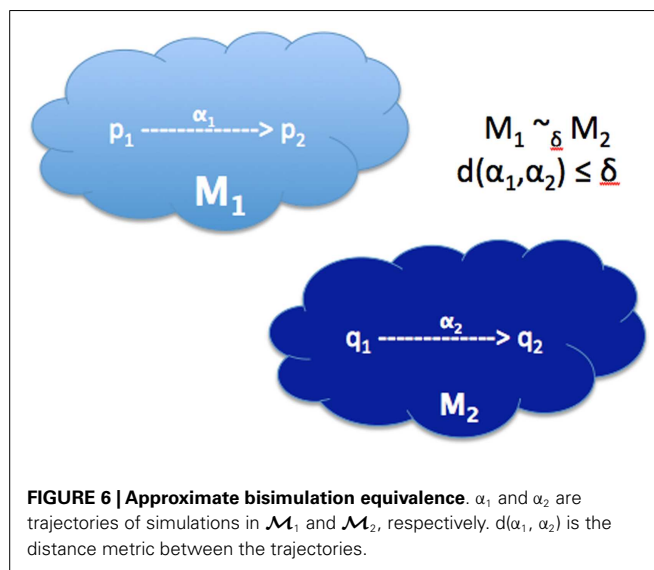 p₁ -------------> p₂
α₁
M₁
M₁ ~δ M₂
d(α₁,α₂) ≤ δ
q₁ -------------> q₂
α₂
M₂
FIGURE 6 | Approximate bisimulation equivalence. α₁ and α₂ are
trajectories of simulations in 𝓜₁ and 𝓜₂, respectively. d(α₁, α₂) is the
distance metric between the trajectories.